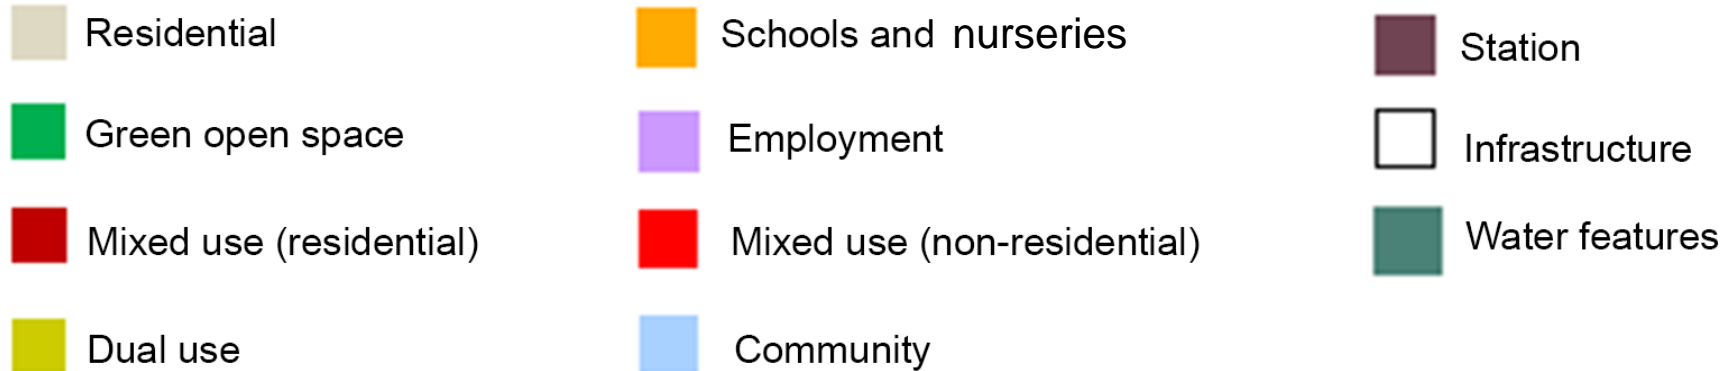 Residential
Schools and nurseries
Station
Green open space
Employment
Infrastructure
Mixed use (residential)
Mixed use (non-residential)
Water features
Dual use
Community